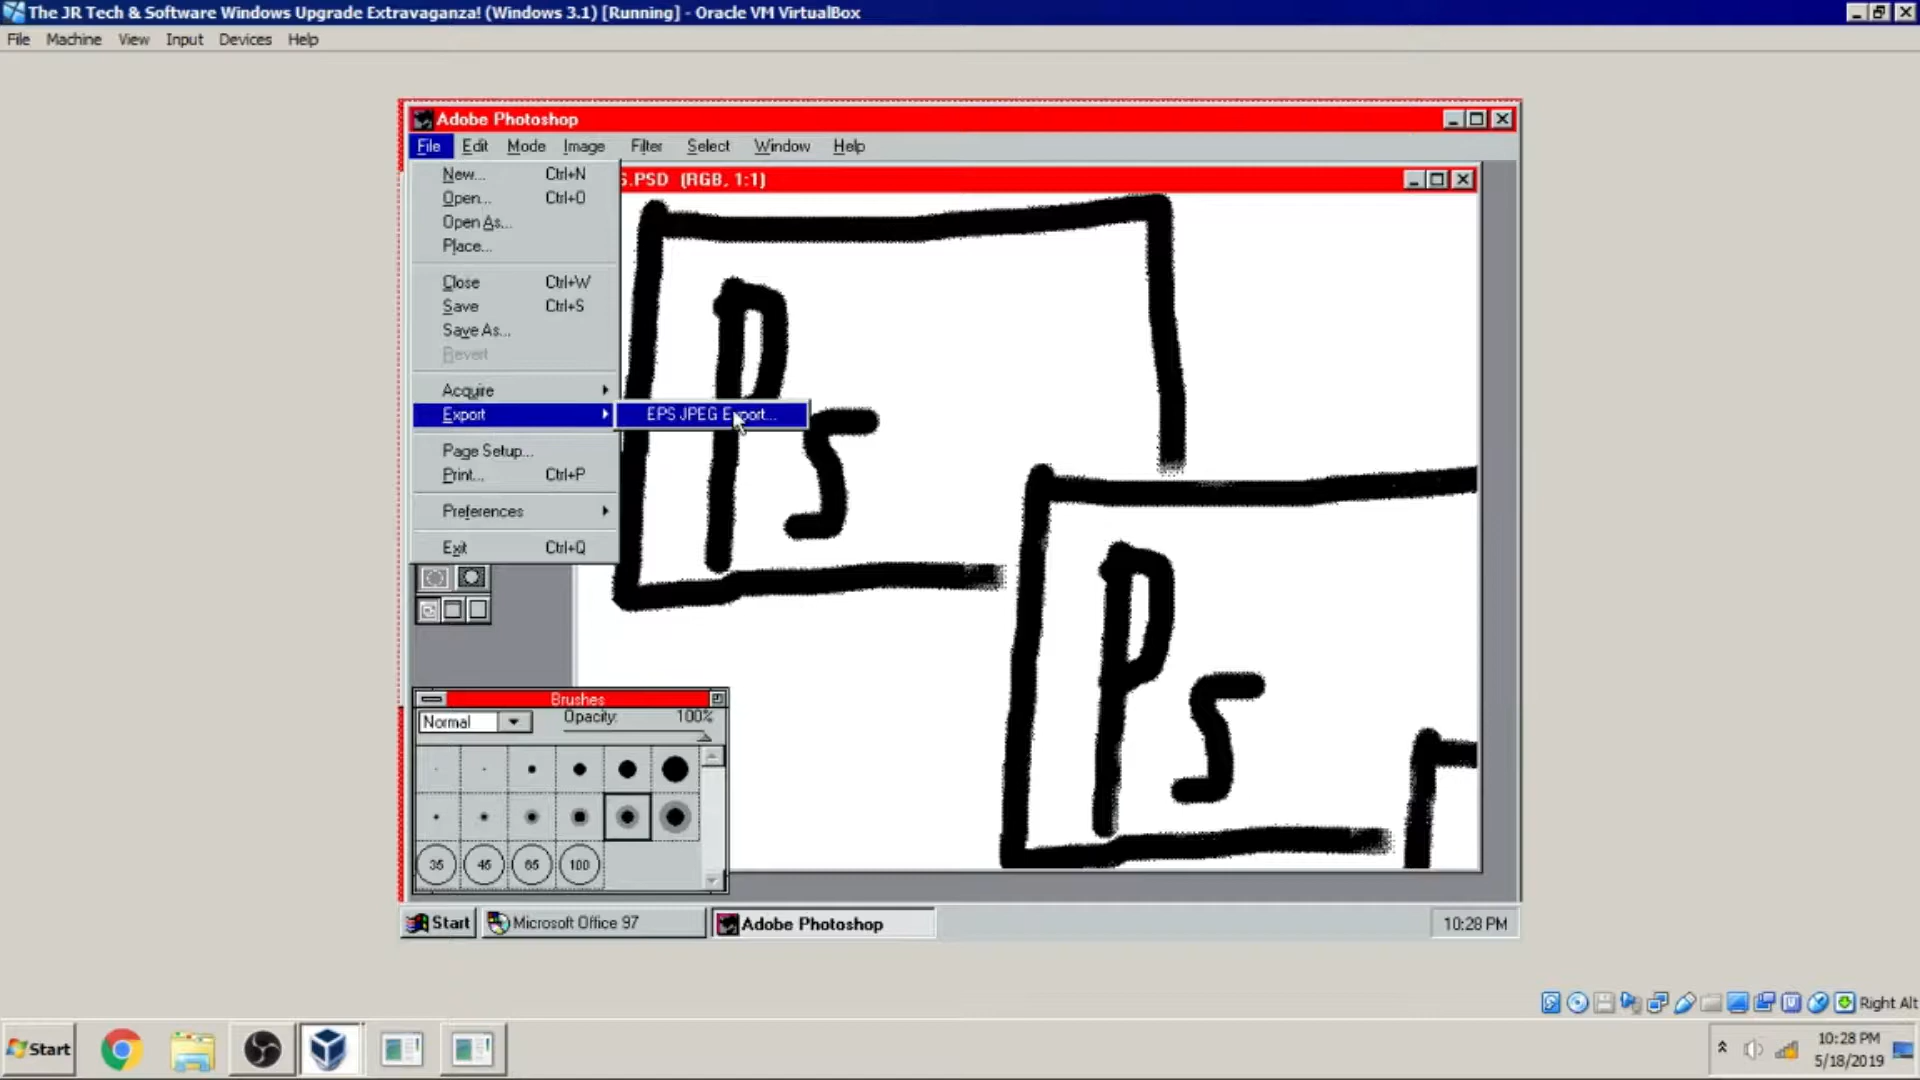 The JR Tech & Software Windows Upgrade Extravaganza! (Windows 3.1) [Running] - Oracle VM VirtualBox
File Machine View Input Devices Help
Adobe Photoshop
File Edit Mode Image Filter Select Window Help
S.PSD (RGB, 1:1)
New... Ctrl+N
Open... Ctrl+O
Open As...
Place...
Close Ctrl+W
Save Ctrl+S
Save As...
Revert
Acquire
Export
EPS JPEG Export...
Page Setup...
Print... Ctrl+P
Preferences
Exit Ctrl+Q
Ps
Ps
Brushes
Normal Opacity: 100%
35 45 65 100
Start Microsoft Office 97 Adobe Photoshop 10:28 PM
Right Alt
Start
10:28 PM
5/18/2019